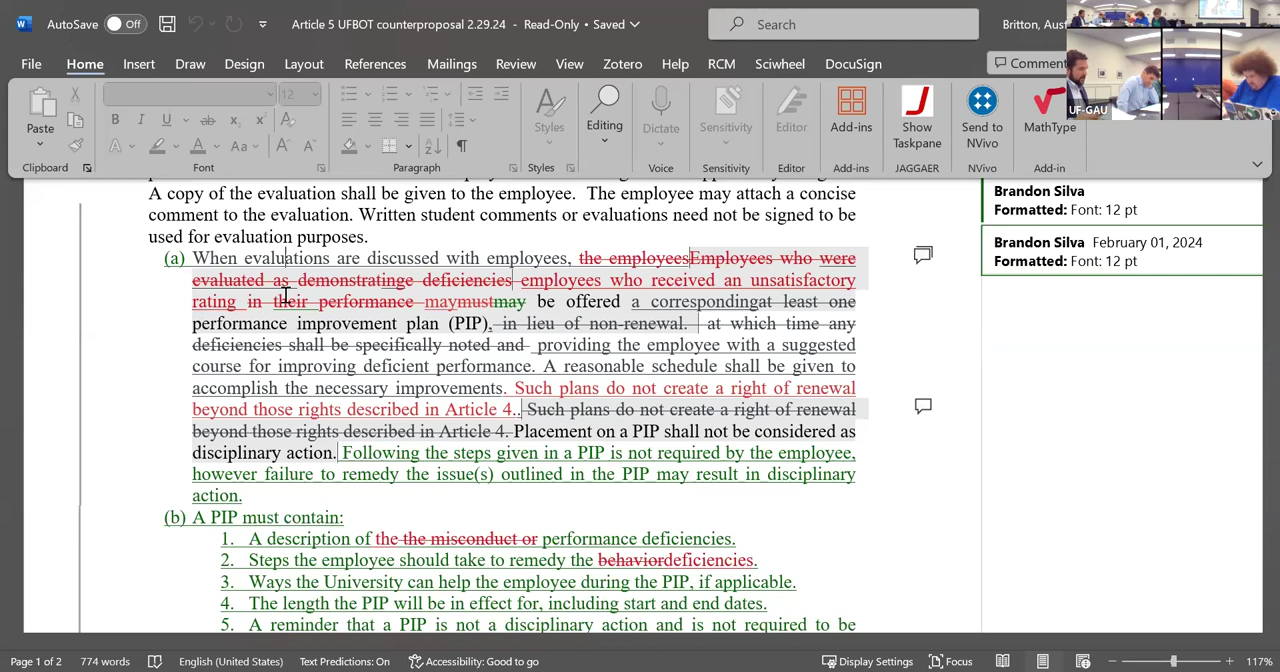 AutoSave Off Article 5 UFBOT counterproposal 2.29.24 - Read-Only • Saved Search Britton, Aust
File Home Insert Draw Design Layout References Mailings Review View Zotero Help RCM Sciwheel DocuSign Comment
UF-GAU
12
Paste Styles Editing Dictate Sensitivity Editor Add-ins Show Taskpane Send to NVivo MathType
Clipboard Font Paragraph Styles Voice Sensitivity Editor Add-ins JAGGAER NVivo Add-in
A copy of the evaluation shall be given to the employee. The employee may attach a concise
comment to the evaluation. Written student comments or evaluations need not be signed to be
used for evaluation purposes.
(a) When evaluations are discussed with employees, the employeesEmployees who were
evaluated as demonstratinge deficiencies employees who received an unsatisfactory
rating in their performance maymustmay be offered a correspondingat least one
performance improvement plan (PIP), in lieu of non-renewal. at which time any
deficiencies shall be specifically noted and providing the employee with a suggested
course for improving deficient performance. A reasonable schedule shall be given to
accomplish the necessary improvements. Such plans do not create a right of renewal
beyond those rights described in Article 4.. Such plans do not create a right of renewal
beyond those rights described in Article 4. Placement on a PIP shall not be considered as
disciplinary action. Following the steps given in a PIP is not required by the employee,
however failure to remedy the issue(s) outlined in the PIP may result in disciplinary
action.
(b) A PIP must contain:
1. A description of the the misconduct or performance deficiencies.
2. Steps the employee should take to remedy the behaviordeficiencies.
3. Ways the University can help the employee during the PIP, if applicable.
4. The length the PIP will be in effect for, including start and end dates.
5. A reminder that a PIP is not a disciplinary action and is not required to be
Brandon Silva
Formatted: Font: 12 pt
Brandon Silva February 01, 2024
Formatted: Font: 12 pt
Page 1 of 2 774 words English (United States) Text Predictions: On Accessibility: Good to go Display Settings Focus 117%